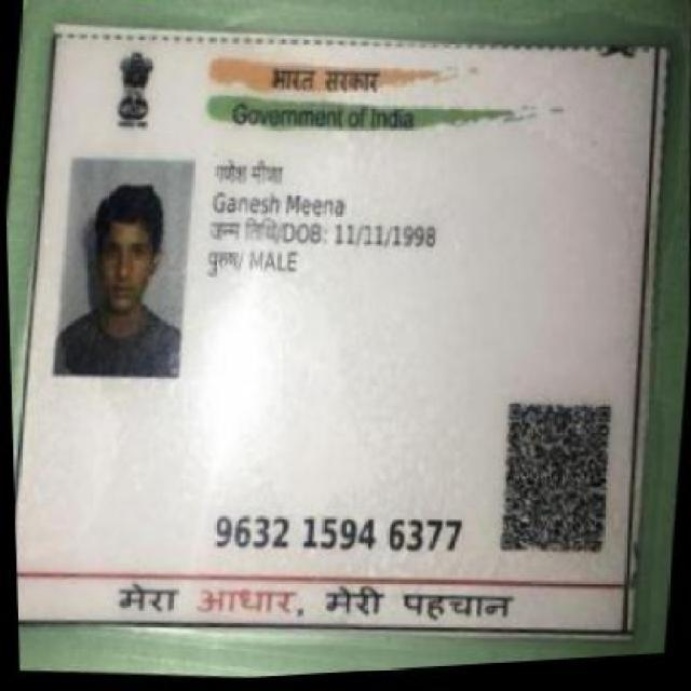 भारत सरकार
Government of India
गणेश मीणा
Ganesh Meena
जन्म तिथि/DOB: 11/11/1998
पुरुष/ MALE
9632 1594 6377
मेरा आधार, मेरी पहचान